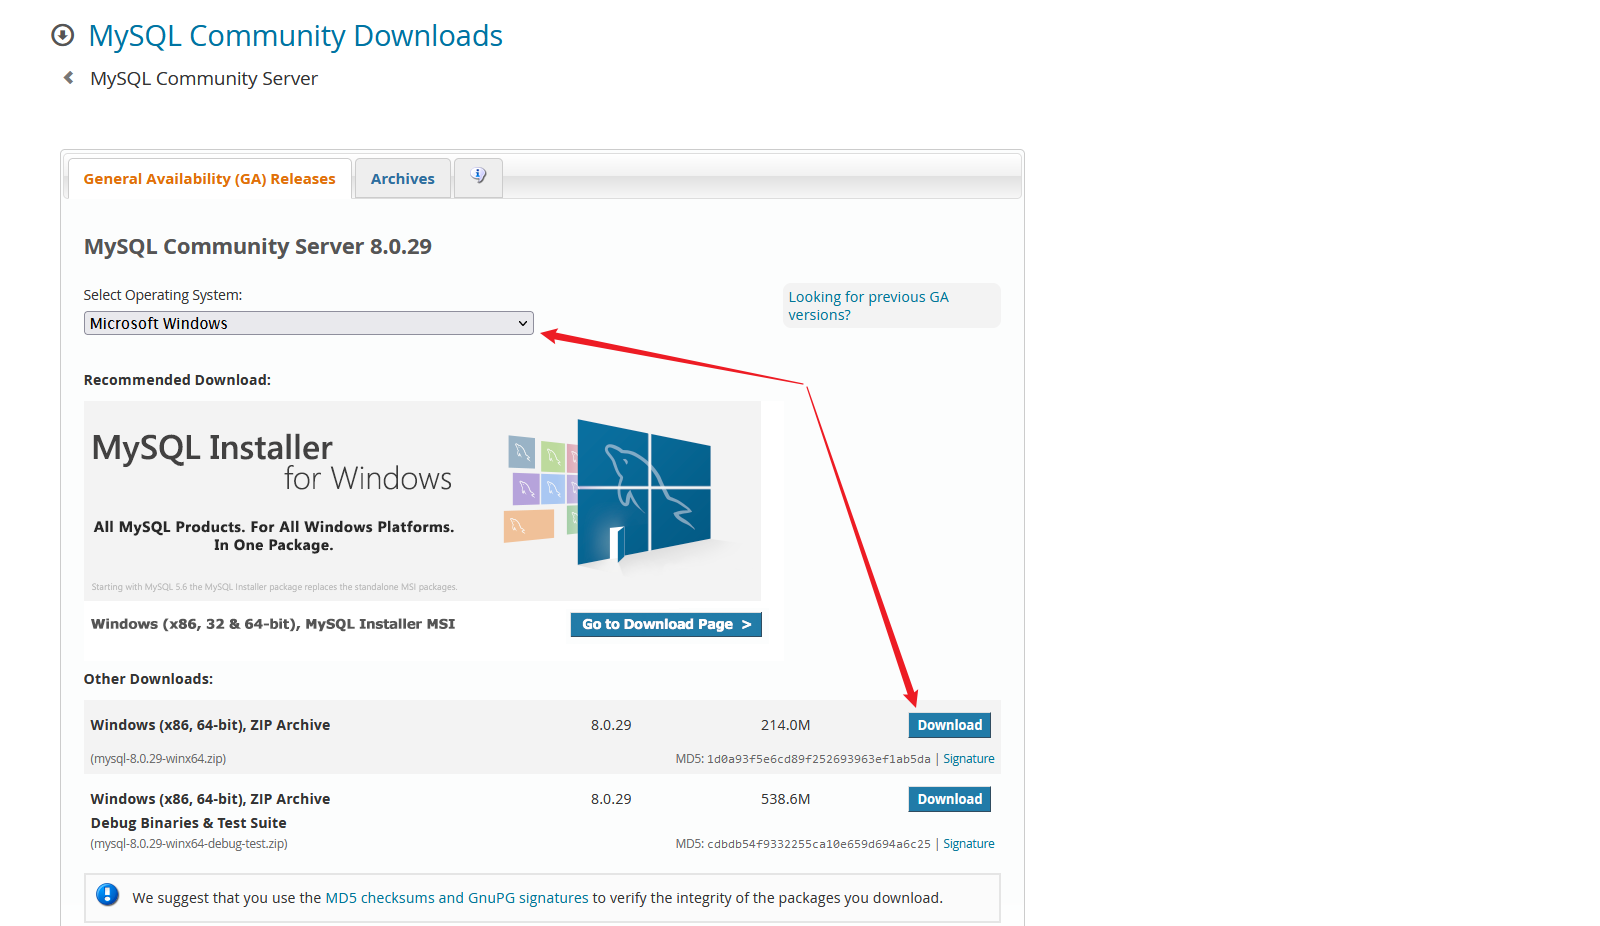 MySQL Community Downloads
MySQL Community Server
General Availability (GA) Releases
Archives
MySQL Community Server 8.0.29
Select Operating System:
Microsoft Windows
Looking for previous GA
versions?
Recommended Download:
MySQL Installer
for Windows
All MySQL Products. For All Windows Platforms.
In One Package.
Starting with MySQL 5.6 the MySQL Installer package replaces the standalone MSI packages.
Windows (x86, 32 & 64-bit), MySQL Installer MSI
Go to Download Page >
Other Downloads:
Windows (x86, 64-bit), ZIP Archive 8.0.29 214.0M Download
(mysql-8.0.29-winx64.zip) MD5: 1d0a93f5e6cd89f252693963ef1ab5da | Signature
Windows (x86, 64-bit), ZIP Archive 8.0.29 538.6M Download
Debug Binaries & Test Suite
(mysql-8.0.29-winx64-debug-test.zip) MD5: cdbdb54f9332255ca10e659d694a6c25 | Signature
We suggest that you use the MD5 checksums and GnuPG signatures to verify the integrity of the packages you download.